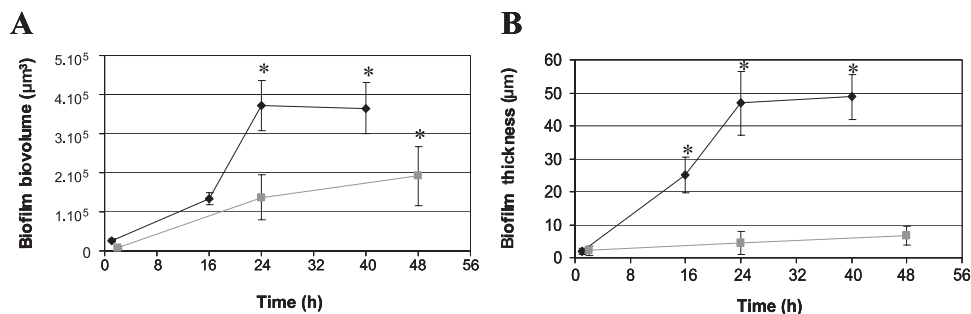 A
Biofilm biovolume (µm³)
5.10⁵
4.10⁵
3.10⁵
2.10⁵
1.10⁵
0
* * *
0 8 16 24 32 40 48 56
Time (h)
B
Biofilm thickness (µm)
60
50
40
30
20
10
0
* * *
0 8 16 24 32 40 48 56
Time (h)